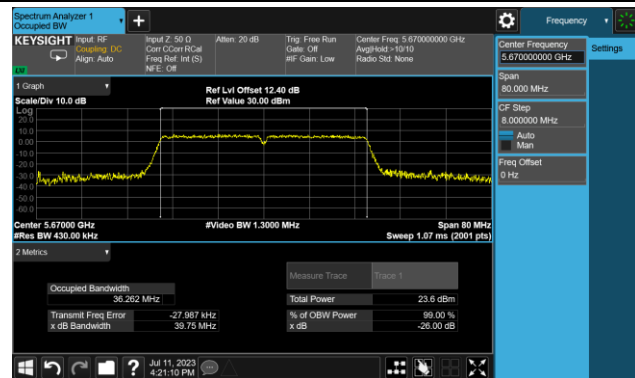 Spectrum Analyzer 1
Occupied BW
Frequency
KEYSIGHT
Input: RF
Coupling: DC
Align: Auto
Input Z: 50 Ω
Corr CCorr RCal
Freq Ref: Int (S)
NFE: Off
Atten: 20 dB
Trig: Free Run
Gate: Off
#IF Gain: Low
Center Freq: 5.670000000 GHz
Avg|Hold:>10/10
Radio Std: None
Center Frequency
5.670000000 GHz
Settings
Span
80.000 MHz
CF Step
8.000000 MHz
Auto
Man
Freq Offset
0 Hz
1 Graph
Scale/Div 10.0 dB
Ref Lvl Offset 12.40 dB
Ref Value 30.00 dBm
Log
20.0
10.0
0.00
-10.0
-20.0
-30.0
-40.0
-50.0
-60.0
Center 5.67000 GHz
#Video BW 1.3000 MHz
Span 80 MHz
#Res BW 430.00 kHz
Sweep 1.07 ms (2001 pts)
2 Metrics
Measure Trace
Trace 1
Occupied Bandwidth
36.262 MHz
Total Power
23.6 dBm
Transmit Freq Error
-27.987 kHz
% of OBW Power
99.00 %
x dB Bandwidth
39.75 MHz
x dB
-26.00 dB
Jul 11, 2023
4:21:10 PM